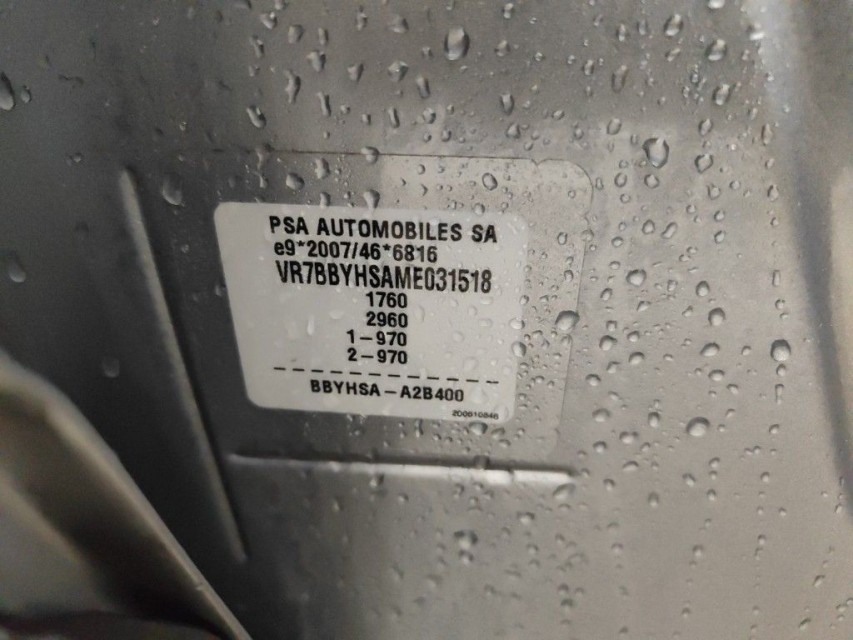 PSA AUTOMOBILES SA
e9*2007/46*6816
VR7BBYHSAME031518
1760
2960
1-970
2-970
BBYHSA-A2B400